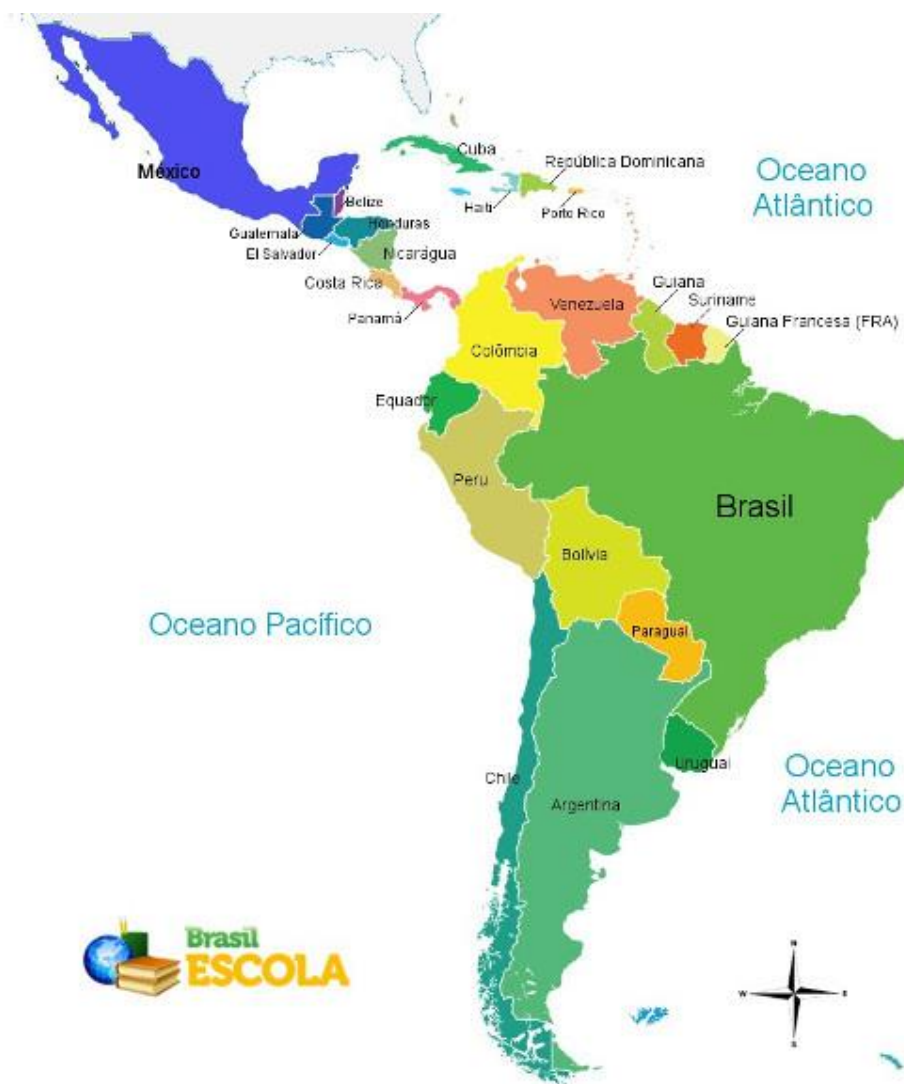 Cuba
República Dominicana
Oceano
Atlântico
México
Belize
Haiti
Porto Rico
Guatemala
Honduras
El Salvador
Nicarágua
Costa Rica
Guiana
Suriname
Venezuela
Panamá
Guiana Francesa (FRA)
Colômbia
Equador
Peru
Brasil
Bolívia
Oceano Pacífico
Paraguai
Uruguai
Oceano
Atlântico
Chile
Argentina
Brasil
ESCOLA
N
W
E
S